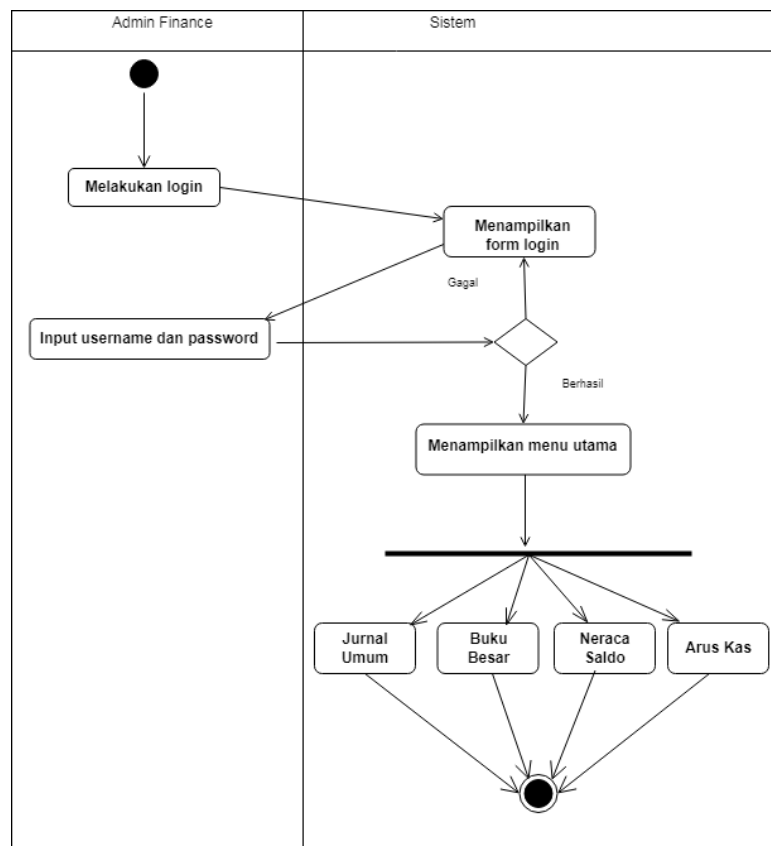 Admin Finance
Sistem
Melakukan login
Menampilkan
form login
Gagal
Input username dan password
Berhasil
Menampilkan menu utama
Jurnal
Umum
Buku
Besar
Neraca
Saldo
Arus Kas